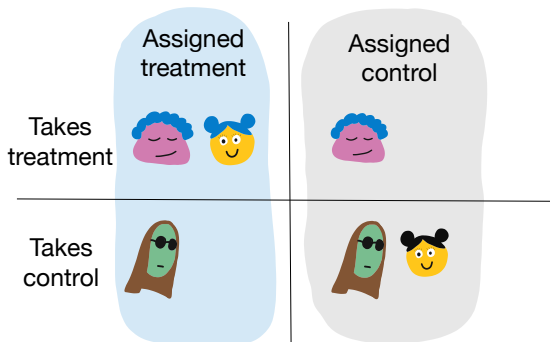 Assigned
treatment
Assigned
control
Takes
treatment
Takes
control